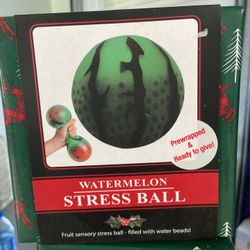 Prewrapped
&
Ready to give!
WATERMELON
STRESS BALL
Fruit sensory stress ball - filled with water beads!